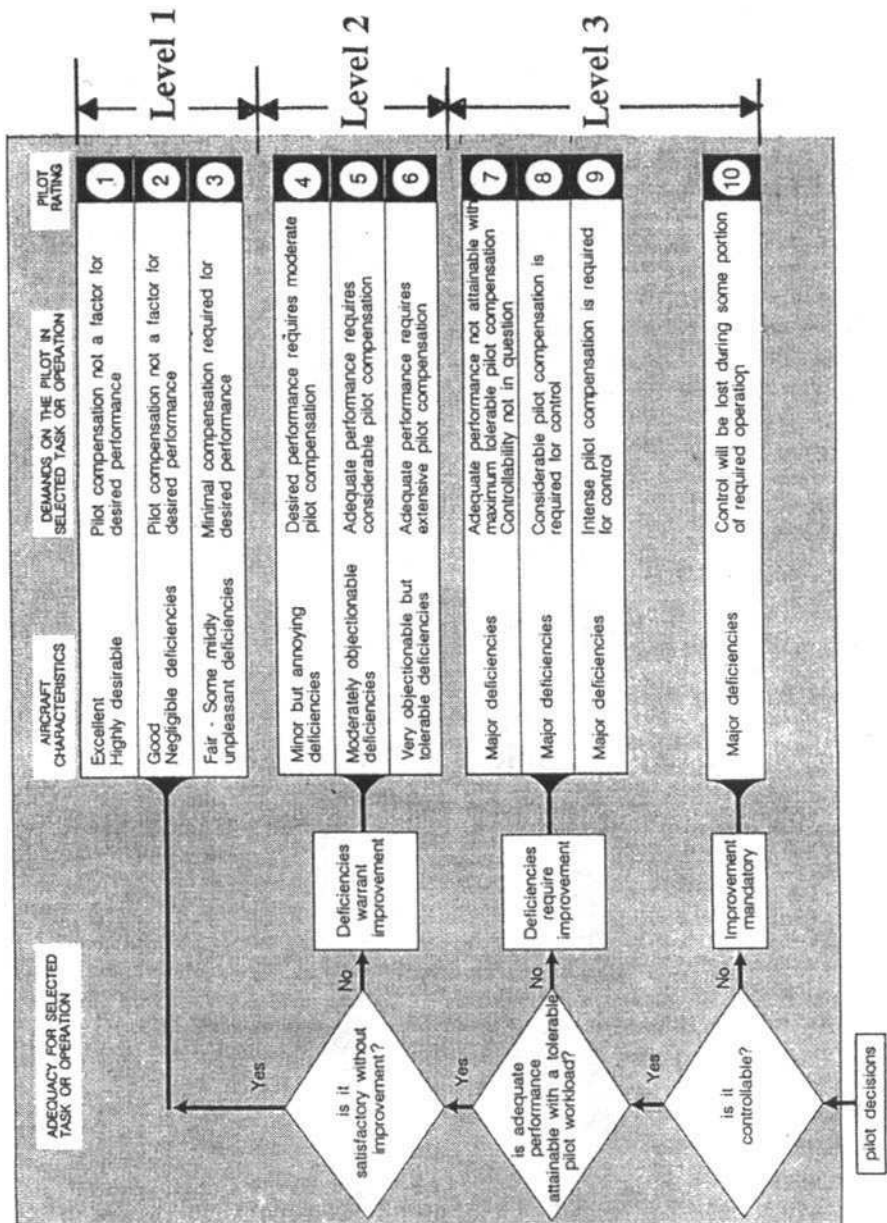 ADEQUACY FOR SELECTED
TASK OR OPERATION
AIRCRAFT
CHARACTERISTICS
DEMANDS ON THE PILOT IN
SELECTED TASK OR OPERATION
PILOT
RATING
Excellent
Highly desirable
Pilot compensation not a factor for
desired performance
1
Good
Negligible deficiencies
Pilot compensation not a factor for
desired performance
2
Fair - Some mildly
unpleasant deficiencies
Minimal compensation required for
desired performance
3
Level 1
Yes
is it
satisfactory without
improvement?
No
Deficiencies
warrant
improvement
Minor but annoying
deficiencies
Desired performance requires moderate
pilot compensation
4
Moderately objectionable
deficiencies
Adequate performance requires
considerable pilot compensation
5
Very objectionable but
tolerable deficiencies
Adequate performance requires
extensive pilot compensation
6
Level 2
Yes
is adequate
performance
attainable with a tolerable
pilot workload?
No
Deficiencies
require
improvement
Major deficiencies
Adequate performance not attainable with
maximum tolerable pilot compensation
Controllability not in question
7
Major deficiencies
Considerable pilot compensation is
required for control
8
Major deficiencies
Intense pilot compensation is required
for control
9
Level 3
Yes
is it
controllable?
No
Improvement
mandatory
Major deficiencies
Control will be lost during some portion
of required operation
10
pilot decisions